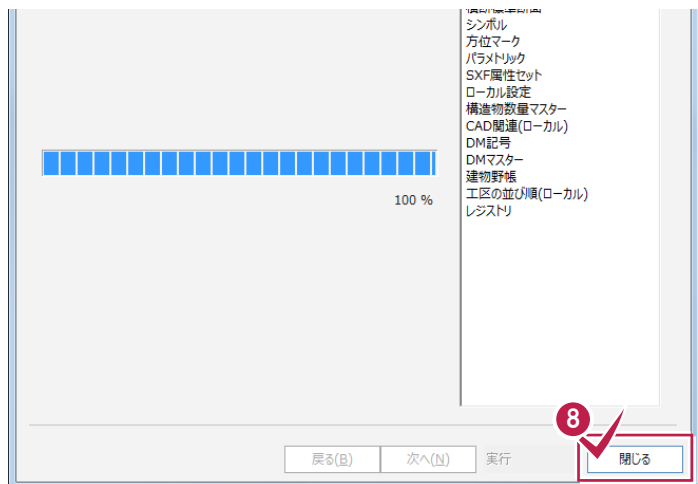 シンボル
方位マーク
パラメトリック
SXF属性セット
ローカル設定
構造物数量マスター
CAD関連(ローカル)
DM記号
DMマスター
建物野帳
工区の並び順(ローカル)
レジストリ
100 %
8
戻る(B)
次へ(N)
実行
閉じる